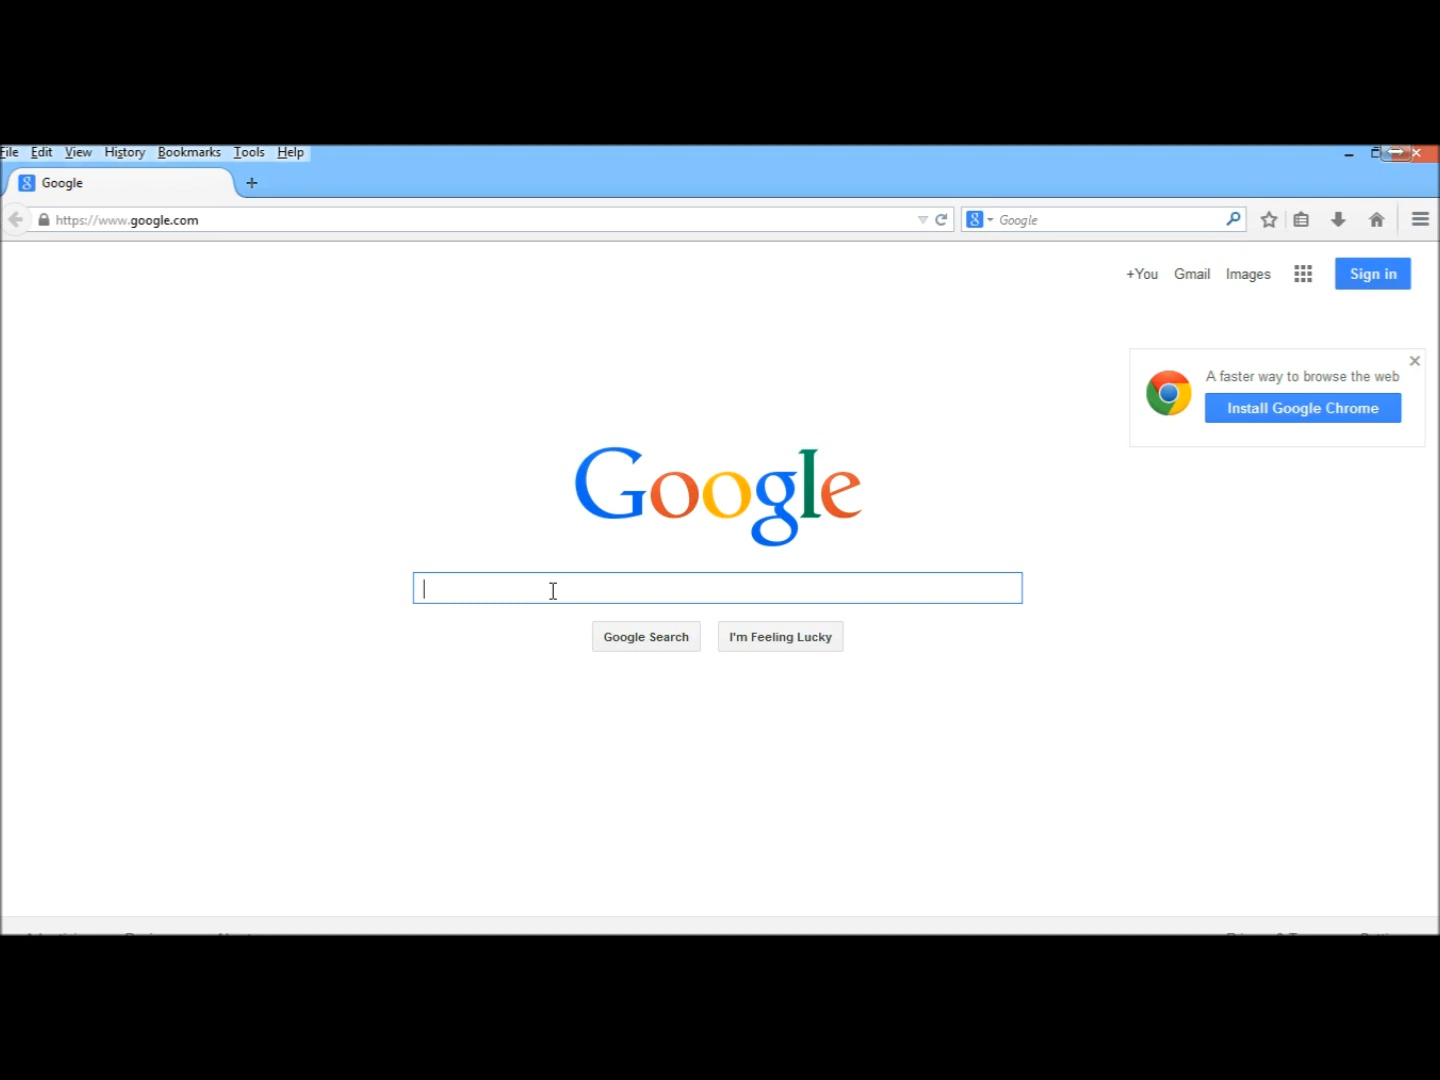 File Edit View History Bookmarks Tools Help
Google
https://www.google.com
Google
+You Gmail Images Sign in
A faster way to browse the web
Install Google Chrome
Google
Google Search I'm Feeling Lucky